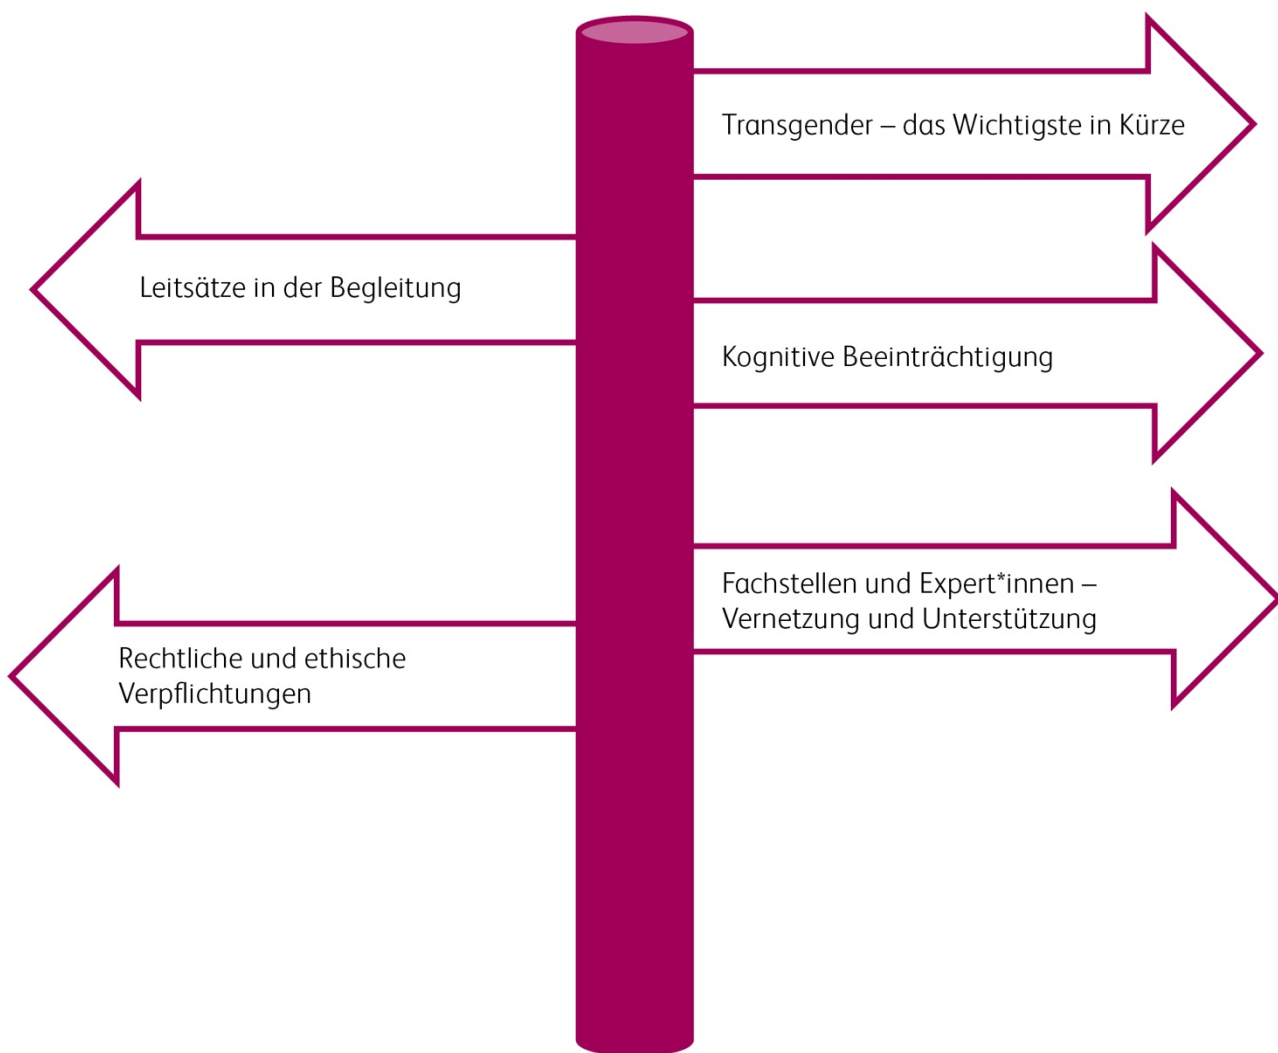 Transgender – das Wichtigste in Kürze
Leitsätze in der Begleitung
Kognitive Beeinträchtigung
Fachstellen und Expert*innen –
Vernetzung und Unterstützung
Rechtliche und ethische
Verpflichtungen